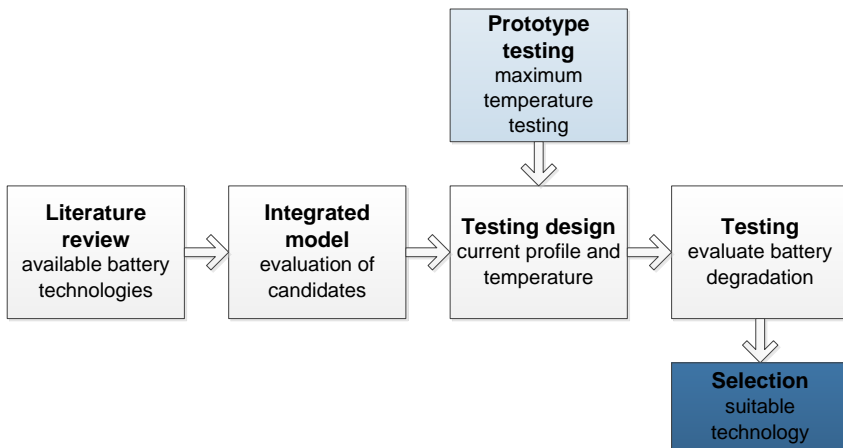 Prototype
testing
maximum
temperature
testing
Literature
review
available battery
technologies
Integrated
model
evaluation of
candidates
Testing design
current profile and
temperature
Testing
evaluate battery
degradation
Selection
suitable
technology